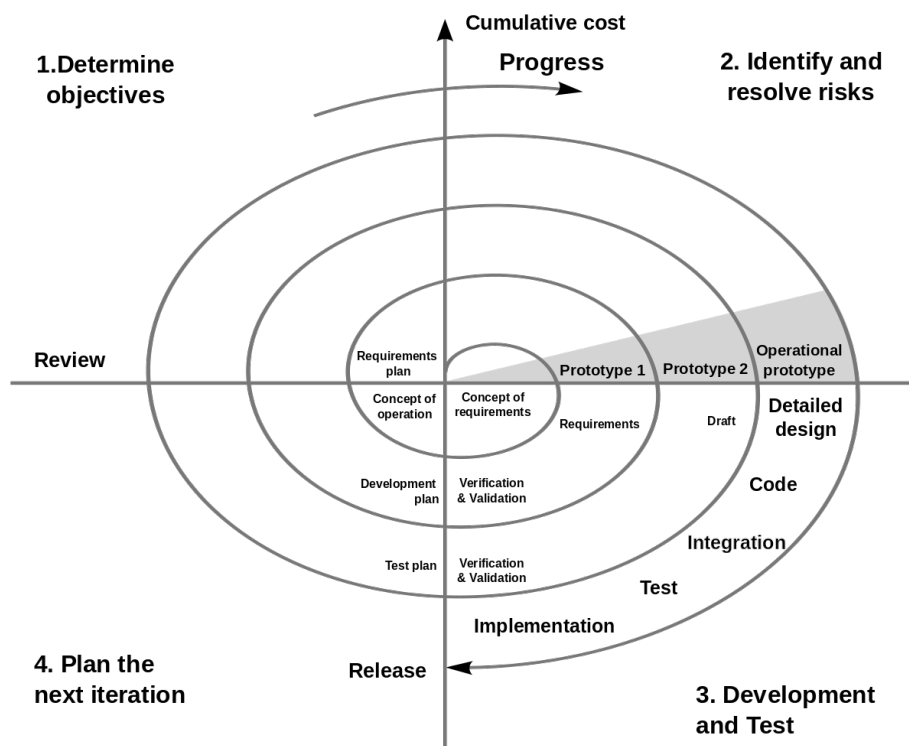 Cumulative cost
Progress
1.Determine
objectives
2. Identify and
resolve risks
Review
Requirements
plan
Prototype 1
Prototype 2
Operational
prototype
Concept of
operation
Concept of
requirements
Requirements
Draft
Detailed
design
Development
plan
Verification
& Validation
Code
Integration
Test plan
Verification
& Validation
Test
Implementation
Release
4. Plan the
next iteration
3. Development
and Test